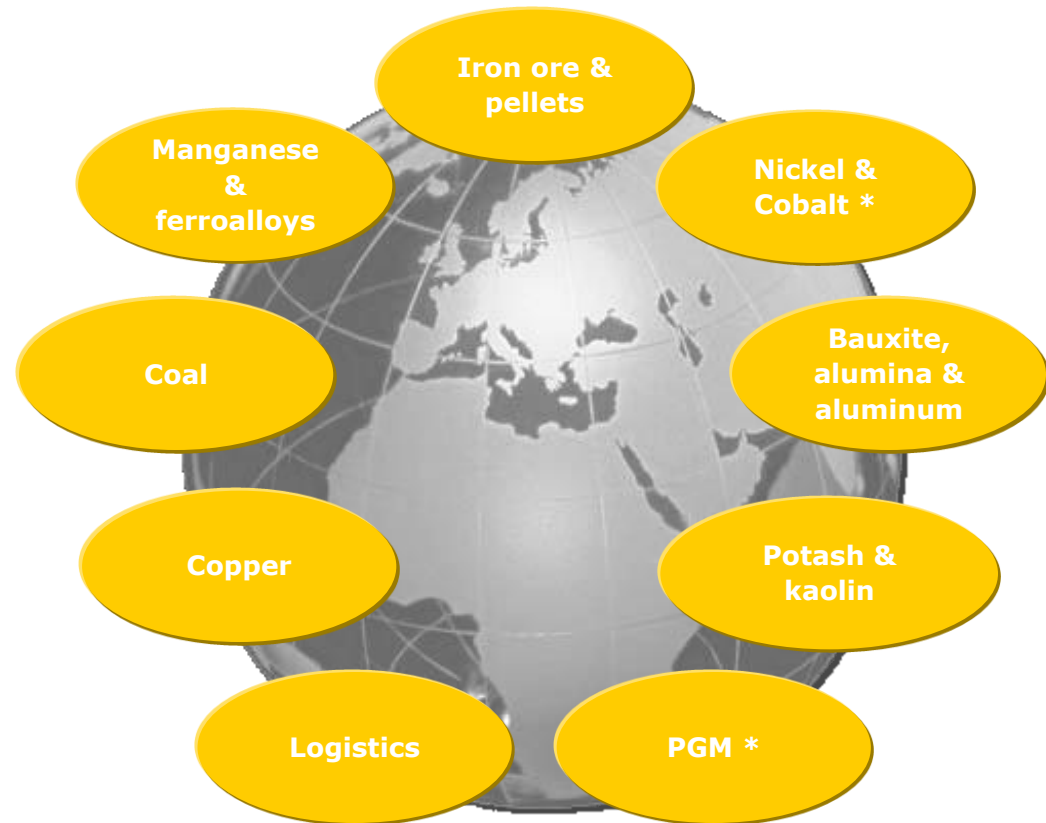 Iron ore &
pellets
Manganese
&
ferroalloys
Nickel &
Cobalt *
Coal
Bauxite,
alumina &
aluminum
Copper
Potash &
kaolin
Logistics
PGM *